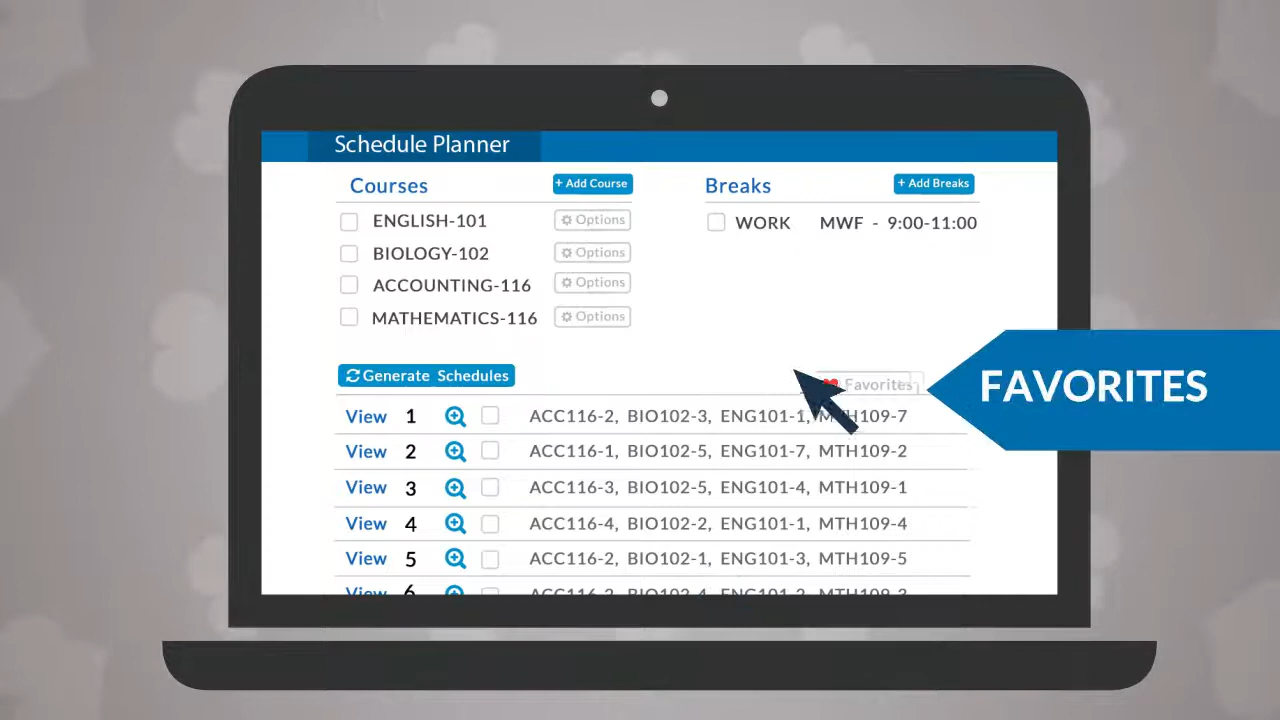 Schedule Planner
Courses
+ Add Course
Breaks
+ Add Breaks
ENGLISH-101
Options
WORK MWF - 9:00-11:00
BIOLOGY-102
Options
ACCOUNTING-116
Options
MATHEMATICS-116
Options
Generate Schedules
Favorites
FAVORITES
View 1 ACC116-2, BIO102-3, ENG101-1, MTH109-7
View 2 ACC116-1, BIO102-5, ENG101-7, MTH109-2
View 3 ACC116-3, BIO102-5, ENG101-4, MTH109-1
View 4 ACC116-4, BIO102-2, ENG101-1, MTH109-4
View 5 ACC116-2, BIO102-1, ENG101-3, MTH109-5
View 6